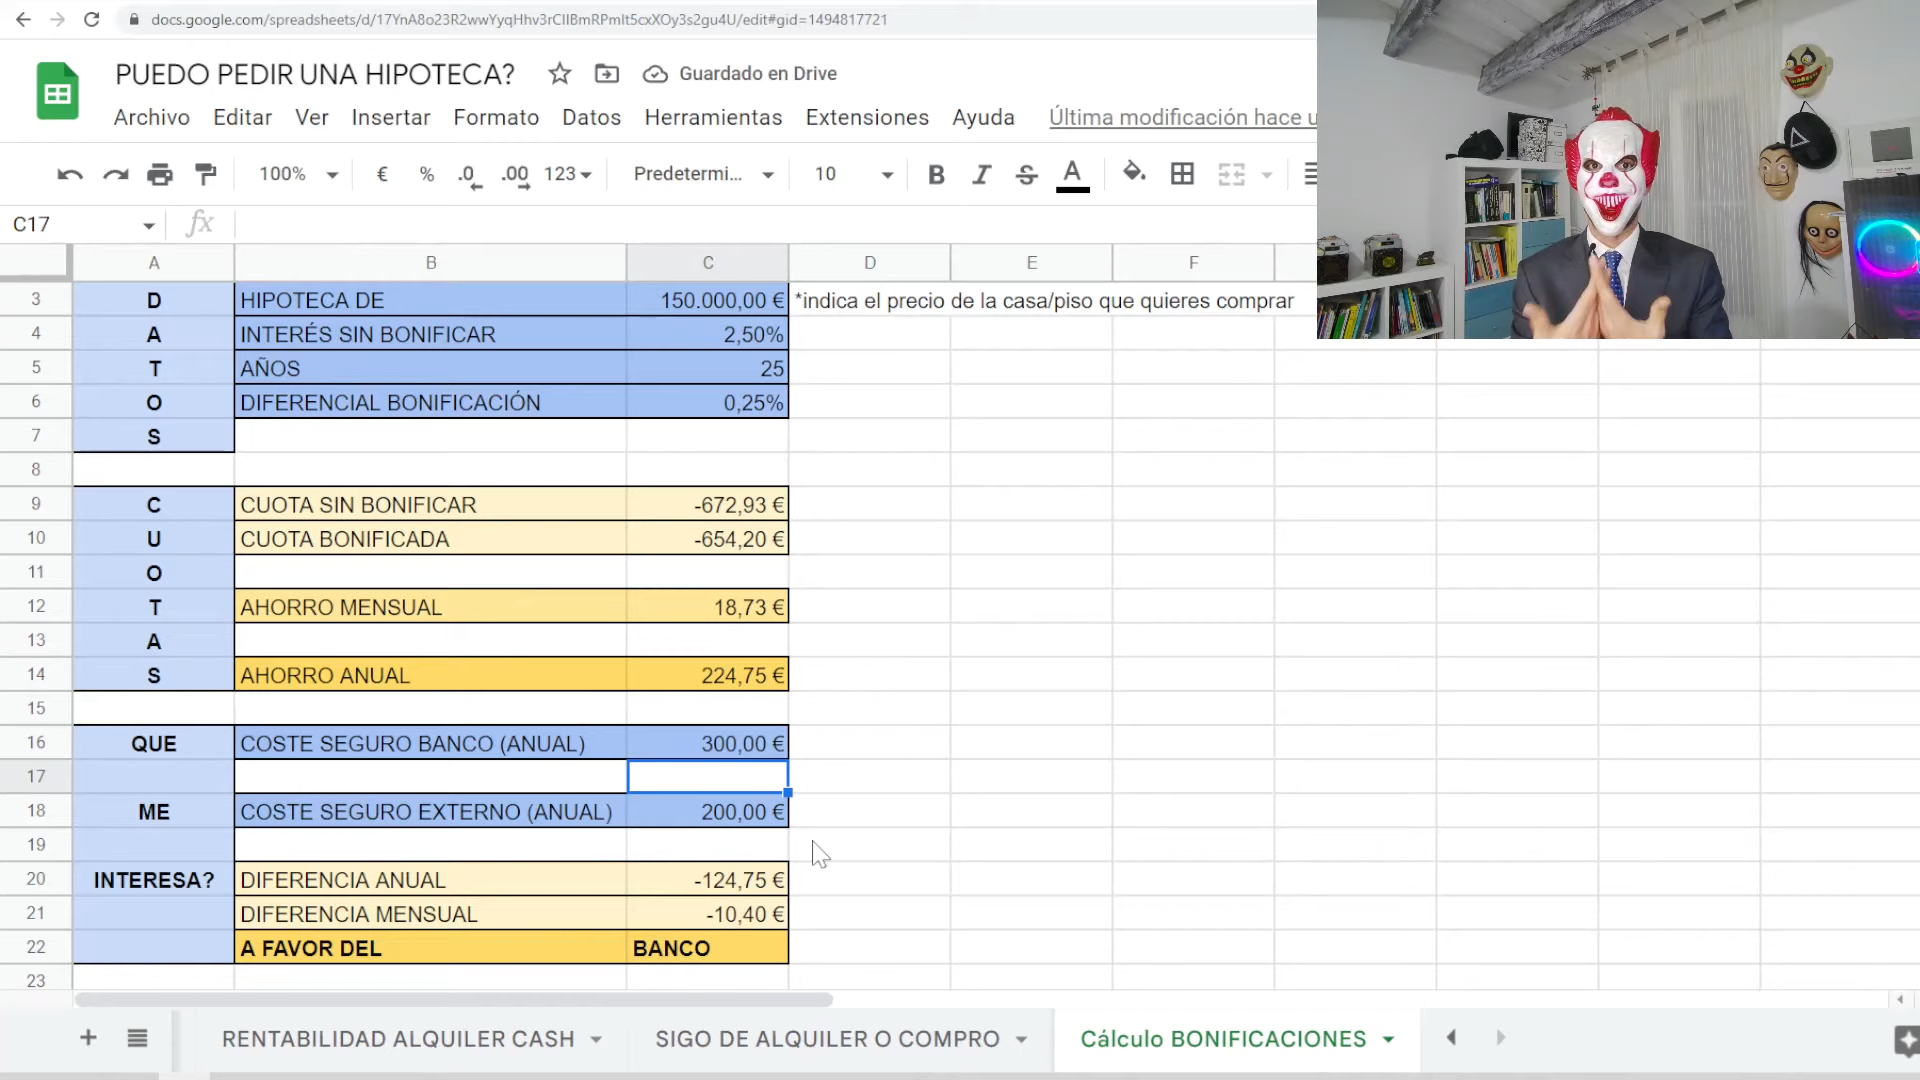 docs.google.com/spreadsheets/d/17YnA8o23R2wwYyqHhv3rCIIBmRPmIt5cxXOy3s2gu4U/edit#gid=1494817721
PUEDO PEDIR UNA HIPOTECA? Guardado en Drive
Archivo Editar Ver Insertar Formato Datos Herramientas Extensiones Ayuda Última modificación hace u
100% € % .0 .00 123 Predetermi... 10 B I S A
C17 fx
A B C D E F
3 D HIPOTECA DE 150.000,00 € *indica el precio de la casa/piso que quieres comprar
4 A INTERÉS SIN BONIFICAR 2,50%
5 T AÑOS 25
6 O DIFERENCIAL BONIFICACIÓN 0,25%
7 S
8
9 C CUOTA SIN BONIFICAR -672,93 €
10 U CUOTA BONIFICADA -654,20 €
11 O
12 T AHORRO MENSUAL 18,73 €
13 A
14 S AHORRO ANUAL 224,75 €
15
16 QUE COSTE SEGURO BANCO (ANUAL) 300,00 €
17
18 ME COSTE SEGURO EXTERNO (ANUAL) 200,00 €
19
20 INTERESA? DIFERENCIA ANUAL -124,75 €
21 DIFERENCIA MENSUAL -10,40 €
22 A FAVOR DEL BANCO
23
RENTABILIDAD ALQUILER CASH SIGO DE ALQUILER O COMPRO Cálculo BONIFICACIONES